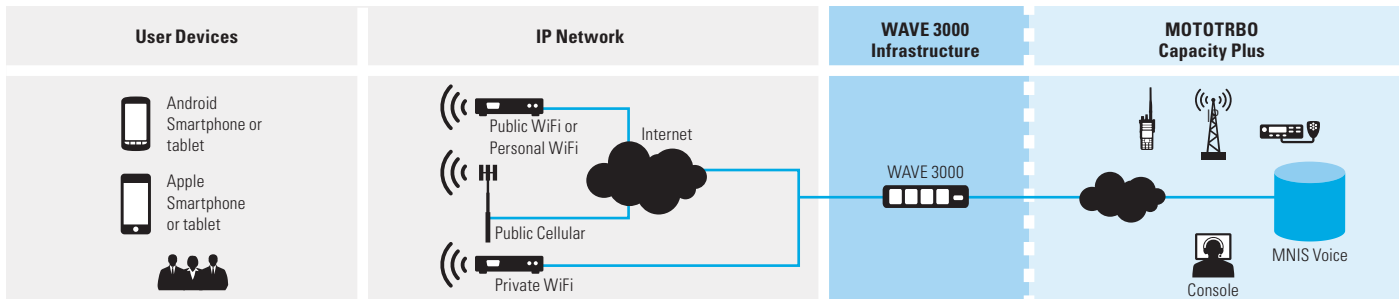 User Devices
IP Network
WAVE 3000
Infrastructure
MOTOTRBO
Capacity Plus
Android
Smartphone or
tablet
Apple
Smartphone
or tablet
Public WiFi or
Personal WiFi
Internet
Public Cellular
Private WiFi
WAVE 3000
MNIS Voice
Console